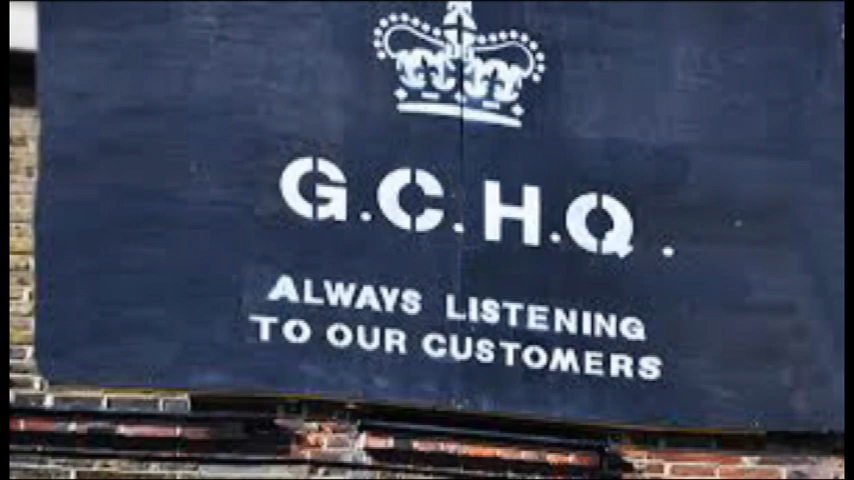 G.C.H.Q.
ALWAYS LISTENING
TO OUR CUSTOMERS